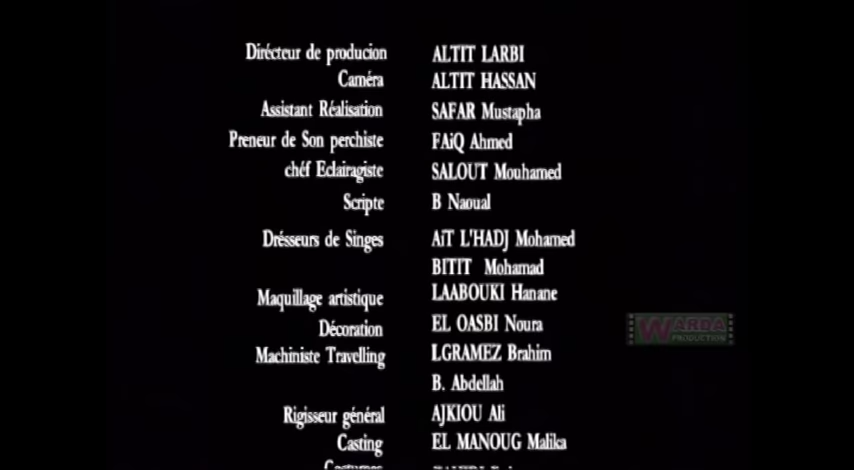 Dirécteur de producion ALTIT LARBI
Caméra ALTIT HASSAN
Assistant Réalisation SAFAR Mustapha
Preneur de Son perchiste FAiQ Ahmed
chéf Eclairagiste SALOUT Mouhamed
Scripte B Naoual
Drésseurs de Singes AiT L'HADJ Mohamed
BITIT Mohamad
Maquillage artistique LAABOUKI Hanane
Décoration EL OASBI Noura
Machiniste Travelling LGRAMEZ Brahim
B. Abdellah
Rigisseur général AJKIOU Ali
Casting EL MANOUG Malika
WARDA
PRODUCTION